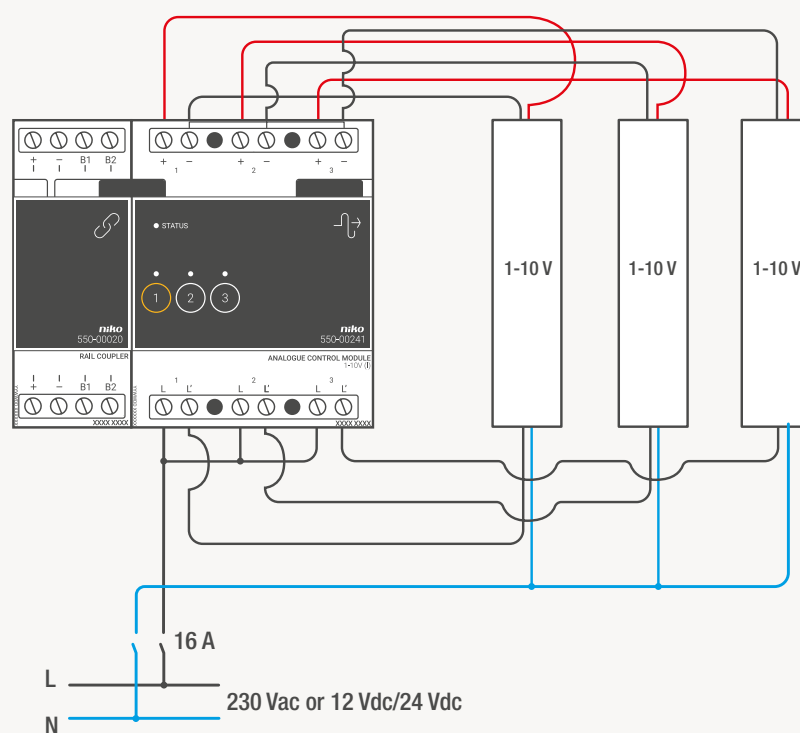 + − B1 B2
+ 1 − + 2 − + 3 −
STATUS
1 2 3
niko
550-00020
niko
550-00241
RAIL COUPLER
ANALOGUE CONTROL MODULE
1-10V (I)
+ − B1 B2
L 1 L' L 2 L' L 3 L'
XXXX XXXX
XXXX XXXX
1-10 V
1-10 V
1-10 V
16 A
L
230 Vac or 12 Vdc/24 Vdc
N